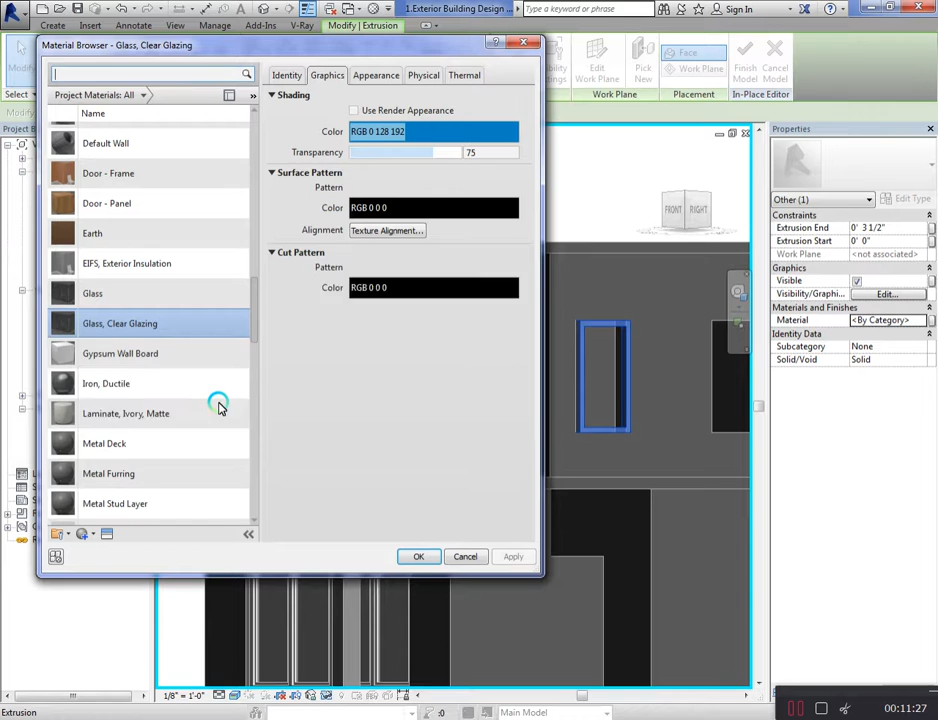 1.Exterior Building Design ...
Sign In
Create Insert Annotate View Manage Add-Ins V-Ray Modify | Extrusion
Material Browser - Glass, Clear Glazing
Modify
Select
Edit Work Plane
Pick New
Face
Work Plane
Finish Model
Cancel Model
Work Plane Placement In-Place Editor
Identity Graphics Appearance Physical Thermal
Project Materials: All
Name
Default Wall
Door - Frame
Door - Panel
Earth
EIFS, Exterior Insulation
Glass
Glass, Clear Glazing
Gypsum Wall Board
Iron, Ductile
Laminate, Ivory, Matte
Metal Deck
Metal Furring
Metal Stud Layer
Shading
Use Render Appearance
Color RGB 0 128 192
Transparency 75
Surface Pattern
Pattern
Color RGB 0 0 0
Alignment Texture Alignment...
Cut Pattern
Pattern
Color RGB 0 0 0
OK Cancel Apply
FRONT RIGHT
Properties
Other (1) Edit Type
Constraints
Extrusion End 0' 3 1/2"
Extrusion Start 0' 0"
Work Plane <not associated>
Graphics
Visible
Visibility/Graphi... Edit...
Materials and Finishes
Material <By Category>
Identity Data
Subcategory None
Solid/Void Solid
1/8" = 1'-0"
Extrusion
:0
Main Model
00:11:27